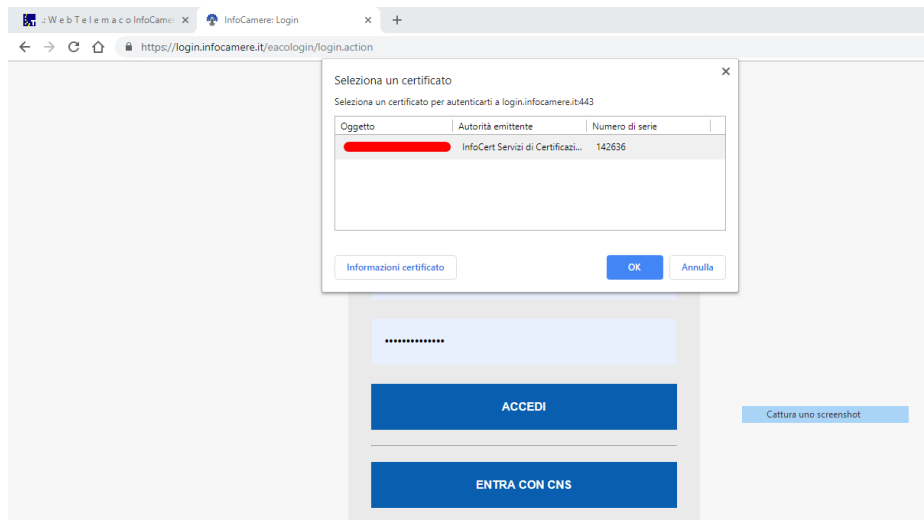 .: W e b T e l e m a c o InfoCamer
InfoCamere: Login
https://login.infocamere.it/eacologin/login.action
Seleziona un certificato
Seleziona un certificato per autenticarti a login.infocamere.it:443
Oggetto Autorità emittente Numero di serie
InfoCert Servizi di Certificazi... 142636
Informazioni certificato OK Annulla
••••••••••••••
ACCEDI
Cattura uno screenshot
ENTRA CON CNS